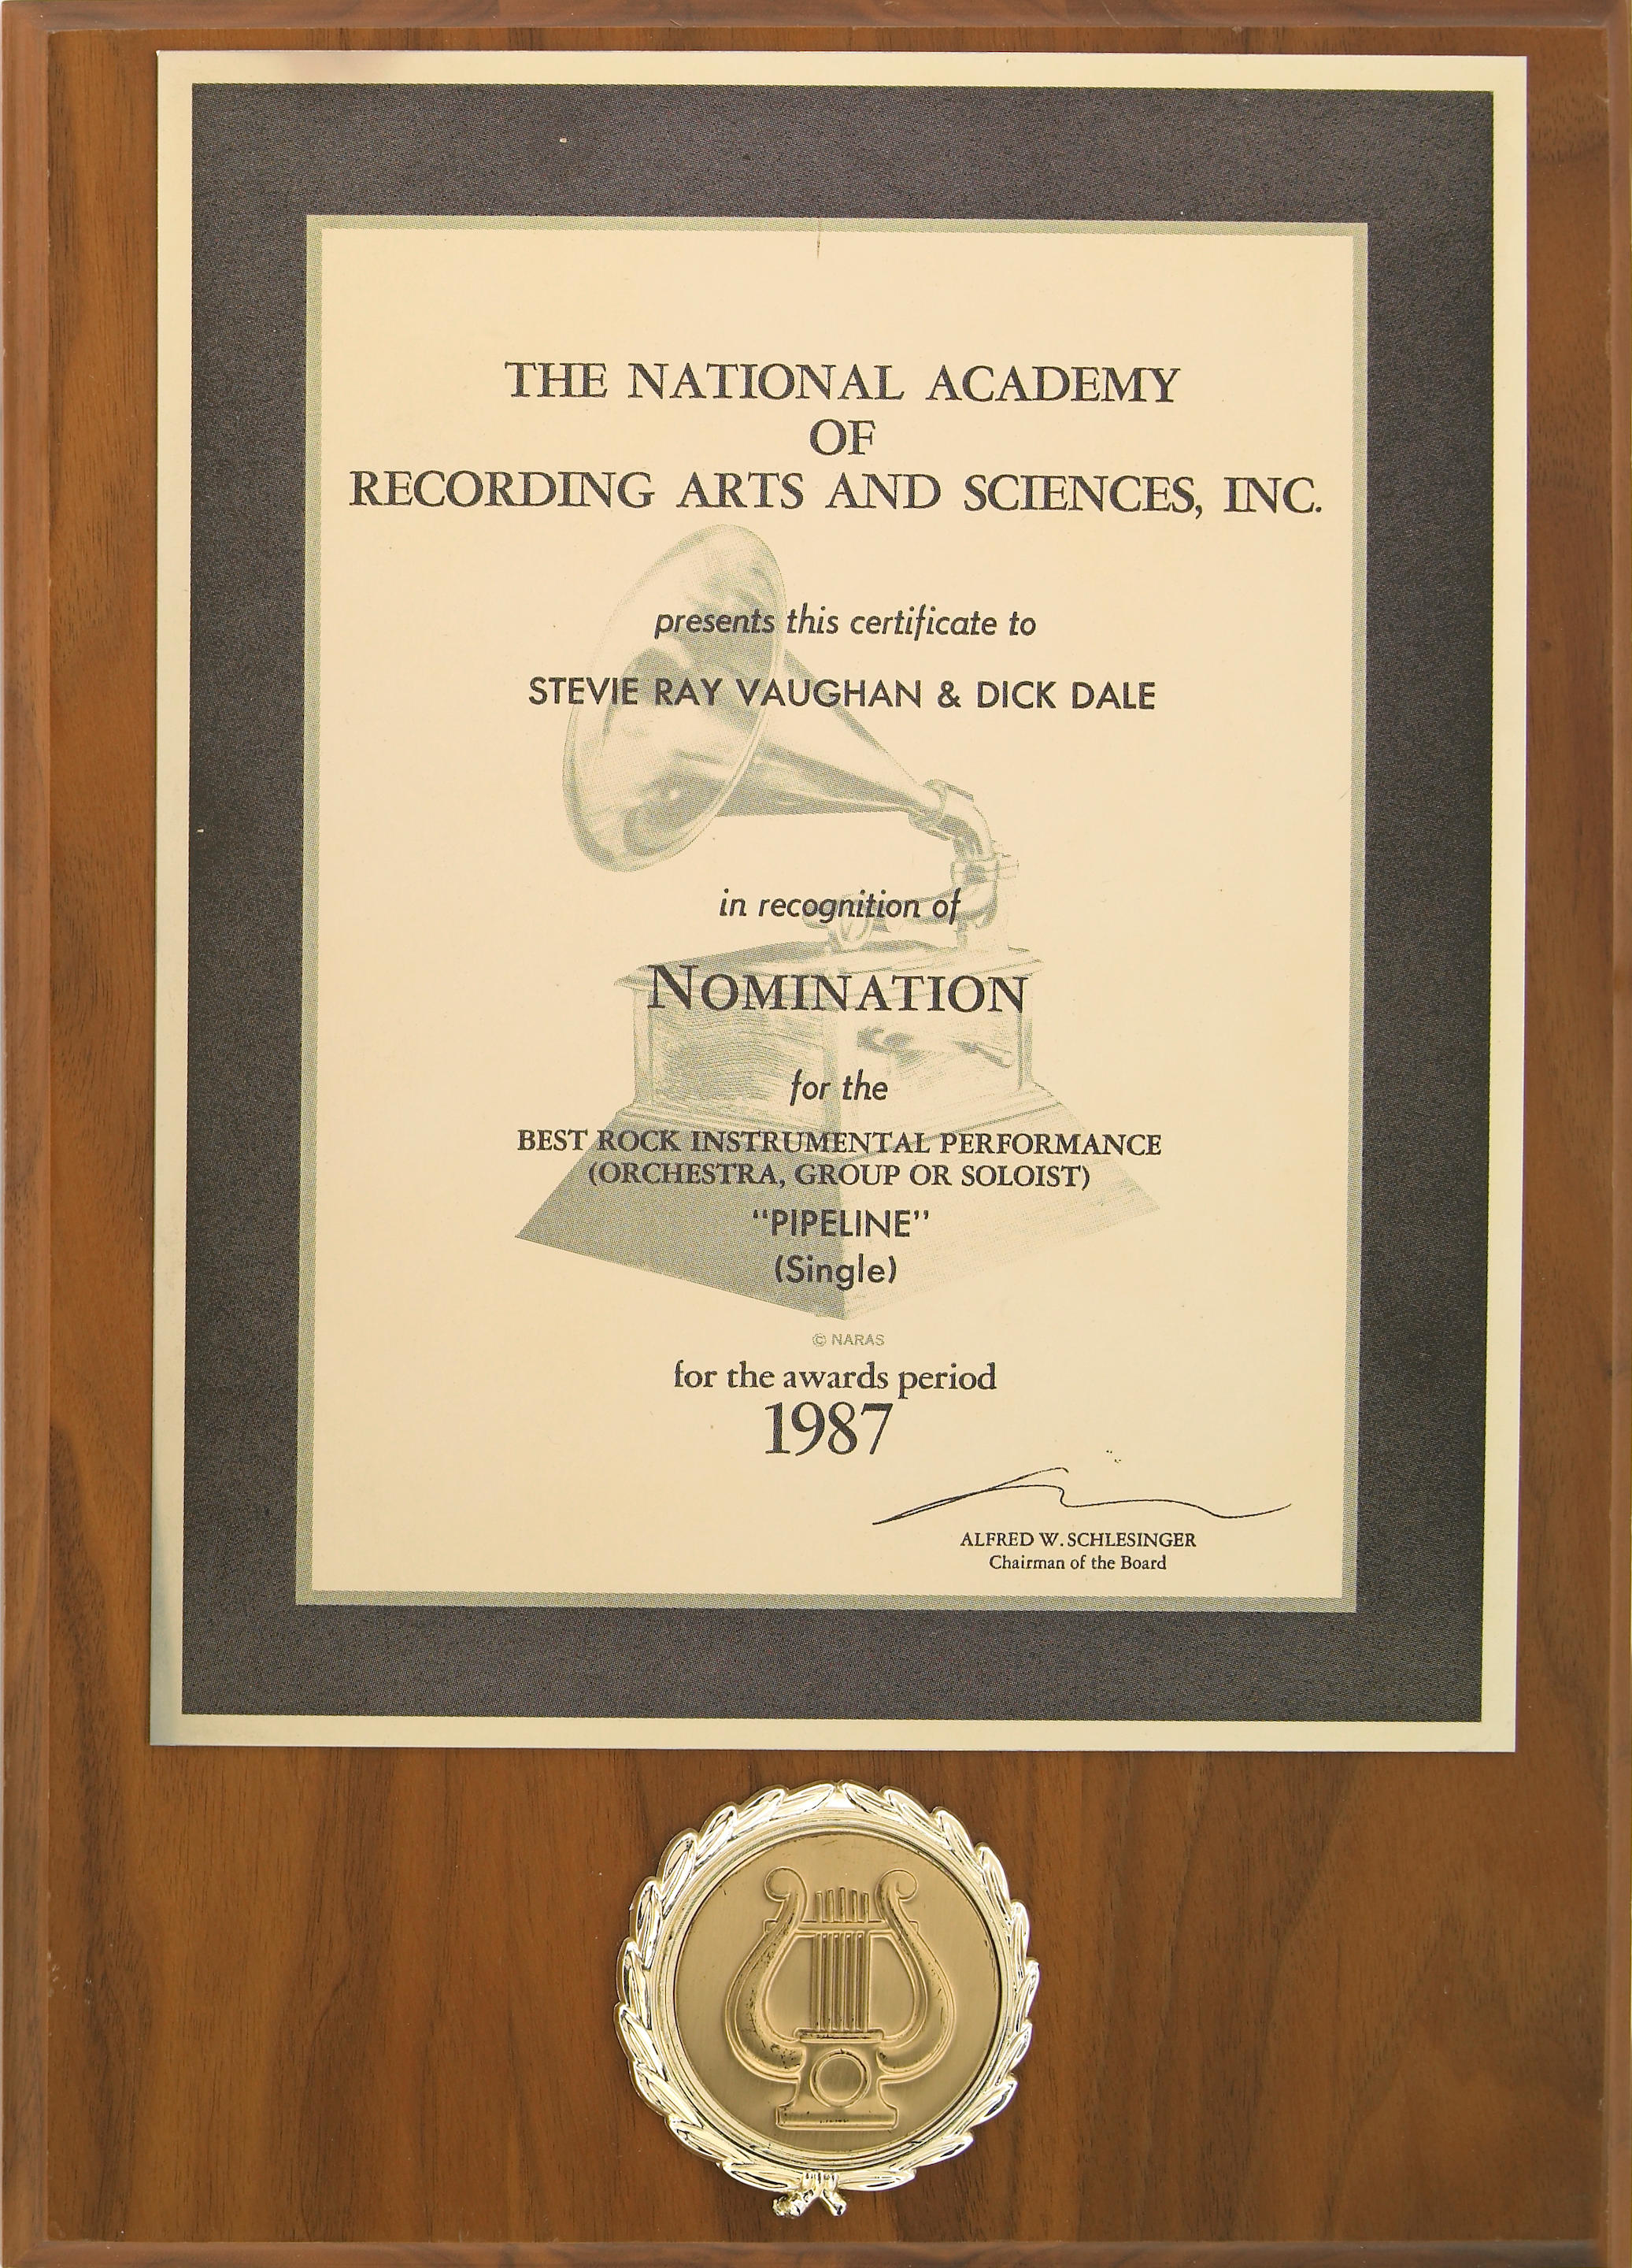 THE NATIONAL ACADEMY
OF
RECORDING ARTS AND SCIENCES, INC.
presents this certificate to
STEVIE RAY VAUGHAN & DICK DALE
in recognition of
NOMINATION
for the
BEST ROCK INSTRUMENTAL PERFORMANCE
(ORCHESTRA, GROUP OR SOLOIST)
"PIPELINE"
(Single)
© NARAS
for the awards period
1987
ALFRED W. SCHLESINGER
Chairman of the Board